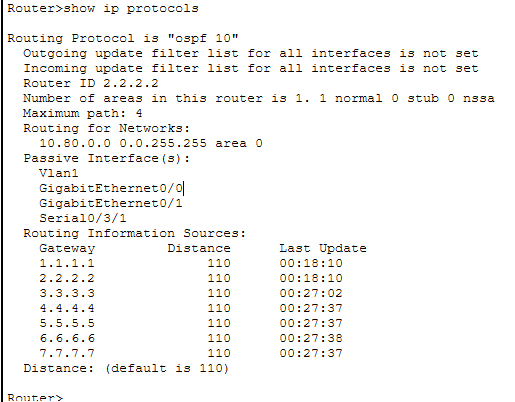 Router>show ip protocols
Routing Protocol is "ospf 10"
Outgoing update filter list for all interfaces is not set
Incoming update filter list for all interfaces is not set
Router ID 2.2.2.2
Number of areas in this router is 1. 1 normal 0 stub 0 nssa
Maximum path: 4
Routing for Networks:
10.80.0.0 0.0.255.255 area 0
Passive Interface(s):
Vlan1
GigabitEthernet0/0
GigabitEthernet0/1
Serial0/3/1
Routing Information Sources:
Gateway Distance Last Update
1.1.1.1 110 00:18:10
2.2.2.2 110 00:18:10
3.3.3.3 110 00:27:02
4.4.4.4 110 00:27:37
5.5.5.5 110 00:27:37
6.6.6.6 110 00:27:38
7.7.7.7 110 00:27:37
Distance: (default is 110)
Router>